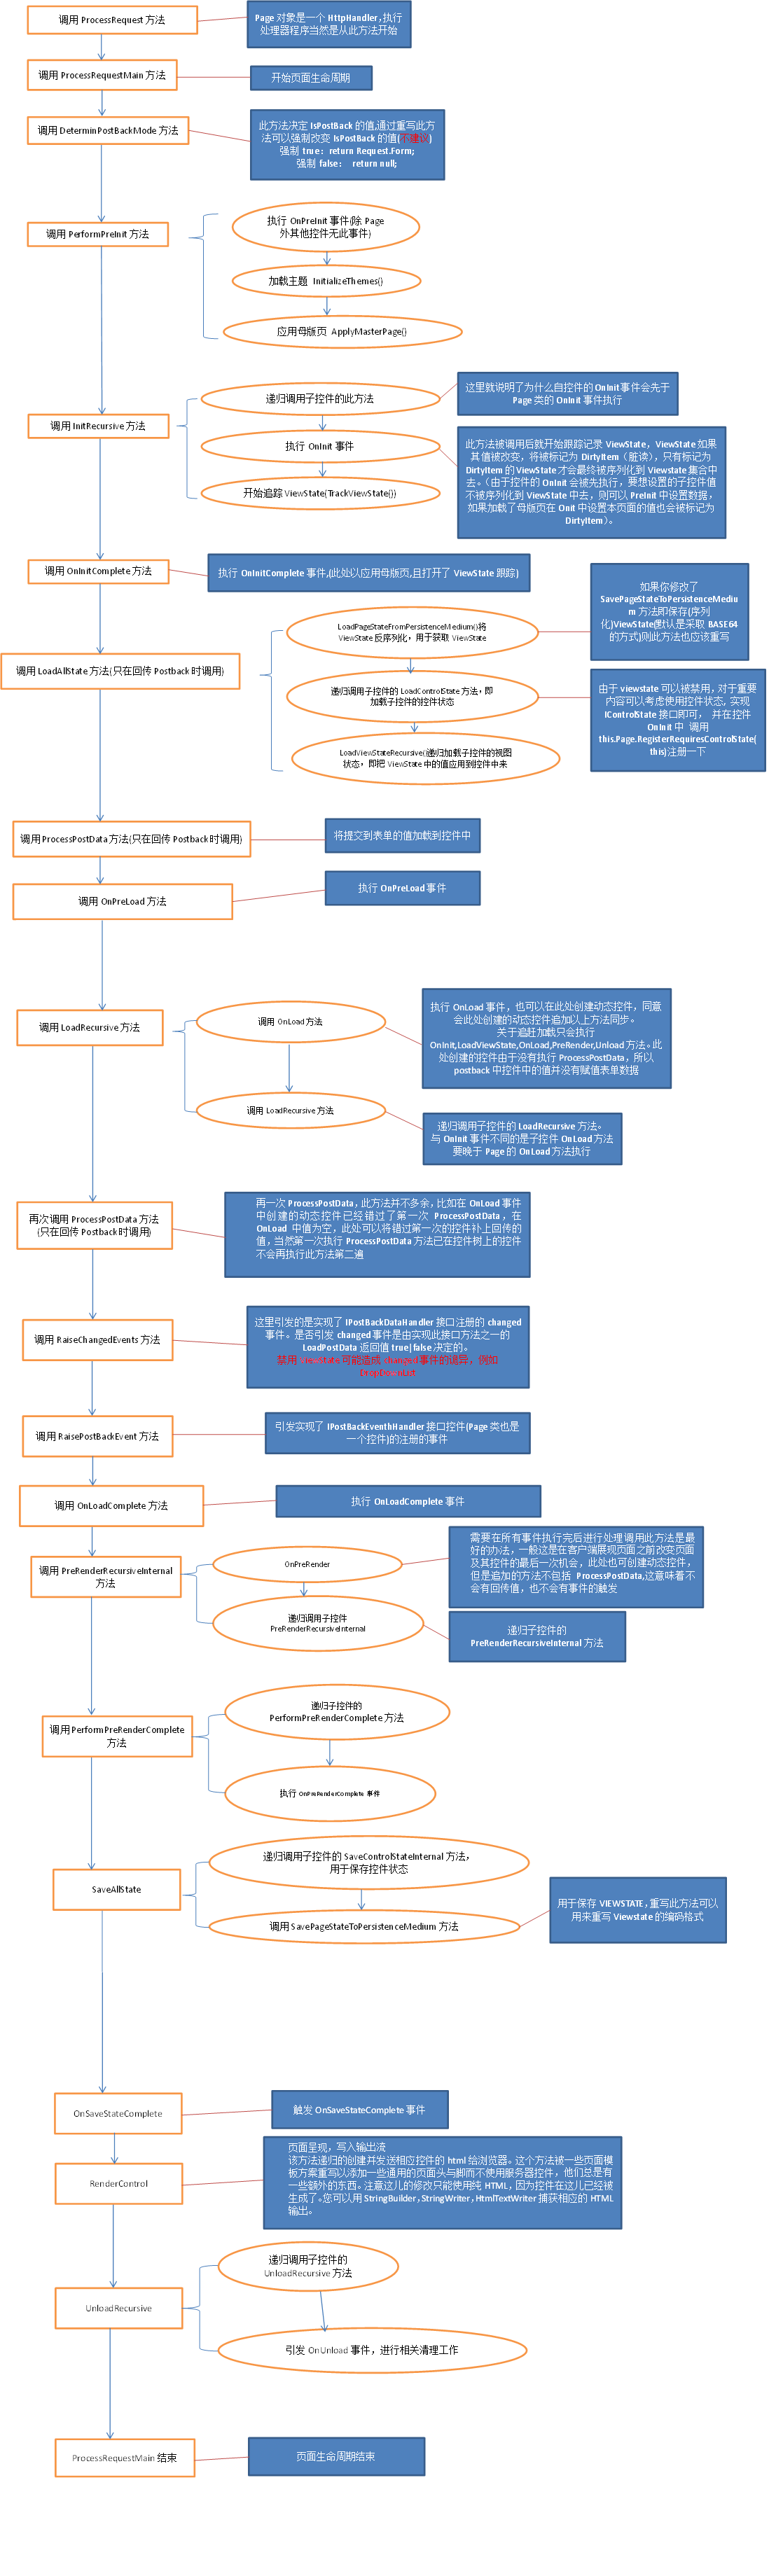 调用 ProcessRequest 方法
Page 对象是一个 HttpHandler,执行
处理器程序当然是从此方法开始
调用 ProcessRequestMain 方法
开始页面生命周期
调用 DeterminPostBackMode 方法
此方法决定 IsPostBack 的值,通过重写此方
法可以强制改变 IsPostBack 的值(不建议)
强制 true： return Request.Form;
强制 false： return null;
调用 PerformPreInit 方法
执行 OnPreInit 事件(除 Page
外其他控件无此事件)
加载主题 InitializeThemes()
应用母版页 ApplyMasterPage()
调用 InitRecursive 方法
递归调用子控件的此方法
这里就说明了为什么自控件的 OnInit 事件会先于
Page 类的 OnInit 事件执行
执行 OnInit 事件
开始追踪 ViewState(TrackViewState())
此方法被调用后就开始跟踪记录 ViewState，ViewState 如果
其值被改变，将被标记为 DirtyItem（脏读），只有标记为
DirtyItem 的 ViewState 才会最终被序列化到 Viewstate 集合中
去。（由于控件的 OnInit 会被先执行，要想设置的子控件值
不被序列化到 ViewState 中去，则可以 PreInit 中设置数据，
如果加载了母版页在 Onit 中设置本页面的值也会被标记为
DirtyItem）。
调用 OnInitComplete 方法
执行 OnInitComplete 事件,(此处以应用母版页,且打开了 ViewState 跟踪)
如果你修改了
SavePageStateToPersistenceMediu
m 方法即保存(序列
化)ViewState(默认是采取 BASE64
的方式)则此方法也应该重写
调用 LoadAllState 方法(只在回传 Postback 时调用)
LoadPageStateFromPersistenceMedium()将
ViewState 反序列化，用于获取 ViewState
递归调用子控件的 LoadControlState 方法，即
加载子控件的控件状态
LoadViewStateRecursive()递归加载子控件的视图
状态，即把 ViewState 中的值应用到控件中来
由于 viewstate 可以被禁用，对于重要
内容可以考虑使用控件状态, 实现
IControlState 接口即可， 并在控件
OnInit 中 调用
this.Page.RegisterRequiresControlState(
this)注册一下
调用 ProcessPostData 方法(只在回传 Postback 时调用)
将提交到表单的值加载到控件中
调用 OnPreLoad 方法
执行 OnPreLoad 事件
调用 LoadRecursive 方法
调用 OnLoad 方法
调用 LoadRecursive 方法
执行 OnLoad 事件，也可以在此处创建动态控件，同意
会此处创建的动态控件追加以上方法同步。
关于追赶加载只会执行
OnInit,LoadViewState,OnLoad,PreRender,Unload 方法。此
处创建的控件由于没有执行 ProcessPostData，所以
postback 中控件中的值并没有赋值表单数据
递归调用子控件的 LoadRecursive 方法。
与 OnInit 事件不同的是子控件 OnLoad 方法
要晚于 Page 的 OnLoad 方法执行
再次调用 ProcessPostData 方法
(只在回传 Postback 时调用)
再一次 ProcessPostData，此方法并不多余，比如在 OnLoad 事件
中创建的动态控件已经错过了第一次 ProcessPostData，在
OnLoad 中值为空，此处可以将错过第一次的控件补上回传的
值，当然第一次执行 ProcessPostData 方法已在控件树上的控件
不会再执行此方法第二遍
调用 RaiseChangedEvents 方法
这里引发的是实现了 IPostBackDataHandler 接口注册的 changed
事件。是否引发 changed 事件是由实现此接口方法之一的
LoadPostData 返回值 true|false 决定的。
禁用 viewstate 可能造成 changed 事件的诡异，例如
DropDownList
调用 RaisePostBackEvent 方法
引发实现了 IPostBackEventhHandler 接口控件(Page 类也是
一个控件)的注册的事件
调用 OnLoadComplete 方法
执行 OnLoadComplete 事件
调用 PreRenderRecursiveInternal
方法
OnPreRender
递归调用子控件
PreRenderRecursiveInternal
需要在所有事件执行完后进行处理调用此方法是最
好的办法，一般这是在客户端展现页面之前改变页面
及其控件的最后一次机会，此处也可创建动态控件，
但是追加的方法不包括 ProcessPostData,这意味着不
会有回传值，也不会有事件的触发
递归子控件的
PreRenderRecursiveInternal 方法
调用 PerformPreRenderComplete
方法
递归子控件的
PerformPreRenderComplete 方法
执行 OnPreRenderComplete 事件
SaveAllState
递归调用子控件的 SaveControlStateInternal 方法，
用于保存控件状态
调用 SavePageStateToPersistenceMedium 方法
用于保存 VIEWSTATE,重写此方法可以
用来重写 Viewstate 的编码格式
OnSaveStateComplete
触发 OnSaveStateComplete 事件
RenderControl
页面呈现，写入输出流
该方法递归的创建并发送相应控件的 html 给浏览器。这个方法被一些页面模
板方案重写以添加一些通用的页面头与脚而不使用服务器控件，他们总是有
一些额外的东西。注意这儿的修改只能使用纯 HTML，因为控件在这儿已经被
生成了。您可以用 StringBuilder,StringWriter,HtmlTextWriter 捕获相应的 HTML
输出。
UnloadRecursive
递归调用子控件的
UnloadRecursive 方法
引发 OnUnload 事件，进行相关清理工作
ProcessRequestMain 结束
页面生命周期结束